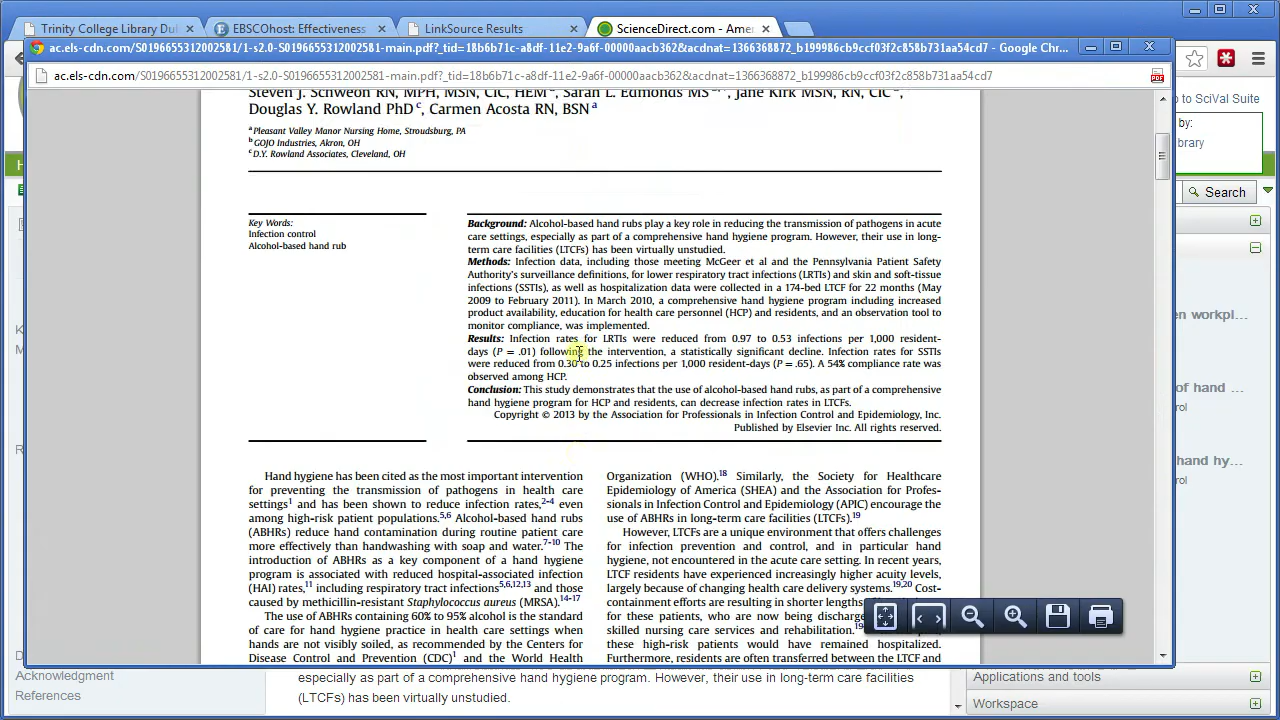 Trinity College Library Du
EBSCOhost: Effectiveness
LinkSource Results
ScienceDirect.com - Ame
ac.els-cdn.com/S0196655312002581/1-s2.0-S0196655312002581-main.pdf?_tid=18b6b71c-a8df-11e2-9a6f-00000aacb362&acdnat=1366368872_b199986cb9ccf03f2c858b731aa54cd7 - Google Chr...
ac.els-cdn.com/S0196655312002581/1-s2.0-S0196655312002581-main.pdf?_tid=18b6b71c-a8df-11e2-9a6f-00000aacb362&acdnat=1366368872_b199986cb9ccf03f2c858b731aa54cd7
to SciVal Suite
by:
ibrary
Search
Steven J. Schweon RN, MPH, MSN, CIC, HEM a, Sarah L. Edmonds MS, Jane Kirk MSN, RN, CIC b,
Douglas Y. Rowland PhD c, Carmen Acosta RN, BSN a
a Pleasant Valley Manor Nursing Home, Stroudsburg, PA
b GOJO Industries, Akron, OH
c D.Y. Rowland Associates, Cleveland, OH
Key Words:
Infection control
Alcohol-based hand rub
Background: Alcohol-based hand rubs play a key role in reducing the transmission of pathogens in acute
care settings, especially as part of a comprehensive hand hygiene program. However, their use in long-
term care facilities (LTCFs) has been virtually unstudied.
Methods: Infection data, including those meeting McGeer et al and the Pennsylvania Patient Safety
Authority's surveillance definitions, for lower respiratory tract infections (LRTIs) and skin and soft-tissue
infections (SSTIs), as well as hospitalization data were collected in a 174-bed LTCF for 22 months (May
2009 to February 2011). In March 2010, a comprehensive hand hygiene program including increased
product availability, education for health care personnel (HCP) and residents, and an observation tool to
monitor compliance, was implemented.
Results: Infection rates for LRTIs were reduced from 0.97 to 0.53 infections per 1,000 resident-
days (P = .01) following the intervention, a statistically significant decline. Infection rates for SSTIs
were reduced from 0.30 to 0.25 infections per 1,000 resident-days (P = .65). A 54% compliance rate was
observed among HCP.
Conclusion: This study demonstrates that the use of alcohol-based hand rubs, as part of a comprehensive
hand hygiene program for HCP and residents, can decrease infection rates in LTCFs.
Copyright © 2013 by the Association for Professionals in Infection Control and Epidemiology, Inc.
Published by Elsevier Inc. All rights reserved.
Hand hygiene has been cited as the most important intervention
for preventing the transmission of pathogens in health care
settings1 and has been shown to reduce infection rates,2-4 even
among high-risk patient populations.5,6 Alcohol-based hand rubs
(ABHRs) reduce hand contamination during routine patient care
more effectively than handwashing with soap and water.7-10 The
introduction of ABHRs as a key component of a hand hygiene
program is associated with reduced hospital-associated infection
(HAI) rates,11 including respiratory tract infections5,6,12,13 and those
caused by methicillin-resistant Staphylococcus aureus (MRSA).14-17
The use of ABHRs containing 60% to 95% alcohol is the standard
of care for hand hygiene practice in health care settings when
hands are not visibly soiled, as recommended by the Centers for
Disease Control and Prevention (CDC)1 and the World Health
Organization (WHO).18 Similarly, the Society for Healthcare
Epidemiology of America (SHEA) and the Association for Profes-
sionals in Infection Control and Epidemiology (APIC) encourage the
use of ABHRs in long-term care facilities (LTCFs).19
However, LTCFs are a unique environment that offers challenges
for infection prevention and control, and in particular hand
hygiene, not encountered in the acute care setting. In recent years,
LTCF residents have experienced increasingly higher acuity levels,
largely because of changing health care delivery systems.19,20 Cost-
containment efforts are resulting in shorter lengths
for these patients, who are now being discharge
skilled nursing care services and rehabilitation.
these high-risk patients would have remained hospitalized.
Furthermore, residents are often transferred between the LTCF and
en workpl...
rol
of hand ...
rol
hand hy...
rol
Acknowledgment
References
especially as part of a comprehensive hand hygiene program. However, their use in long-term care facilities
(LTCFs) has been virtually unstudied.
Applications and tools
Workspace